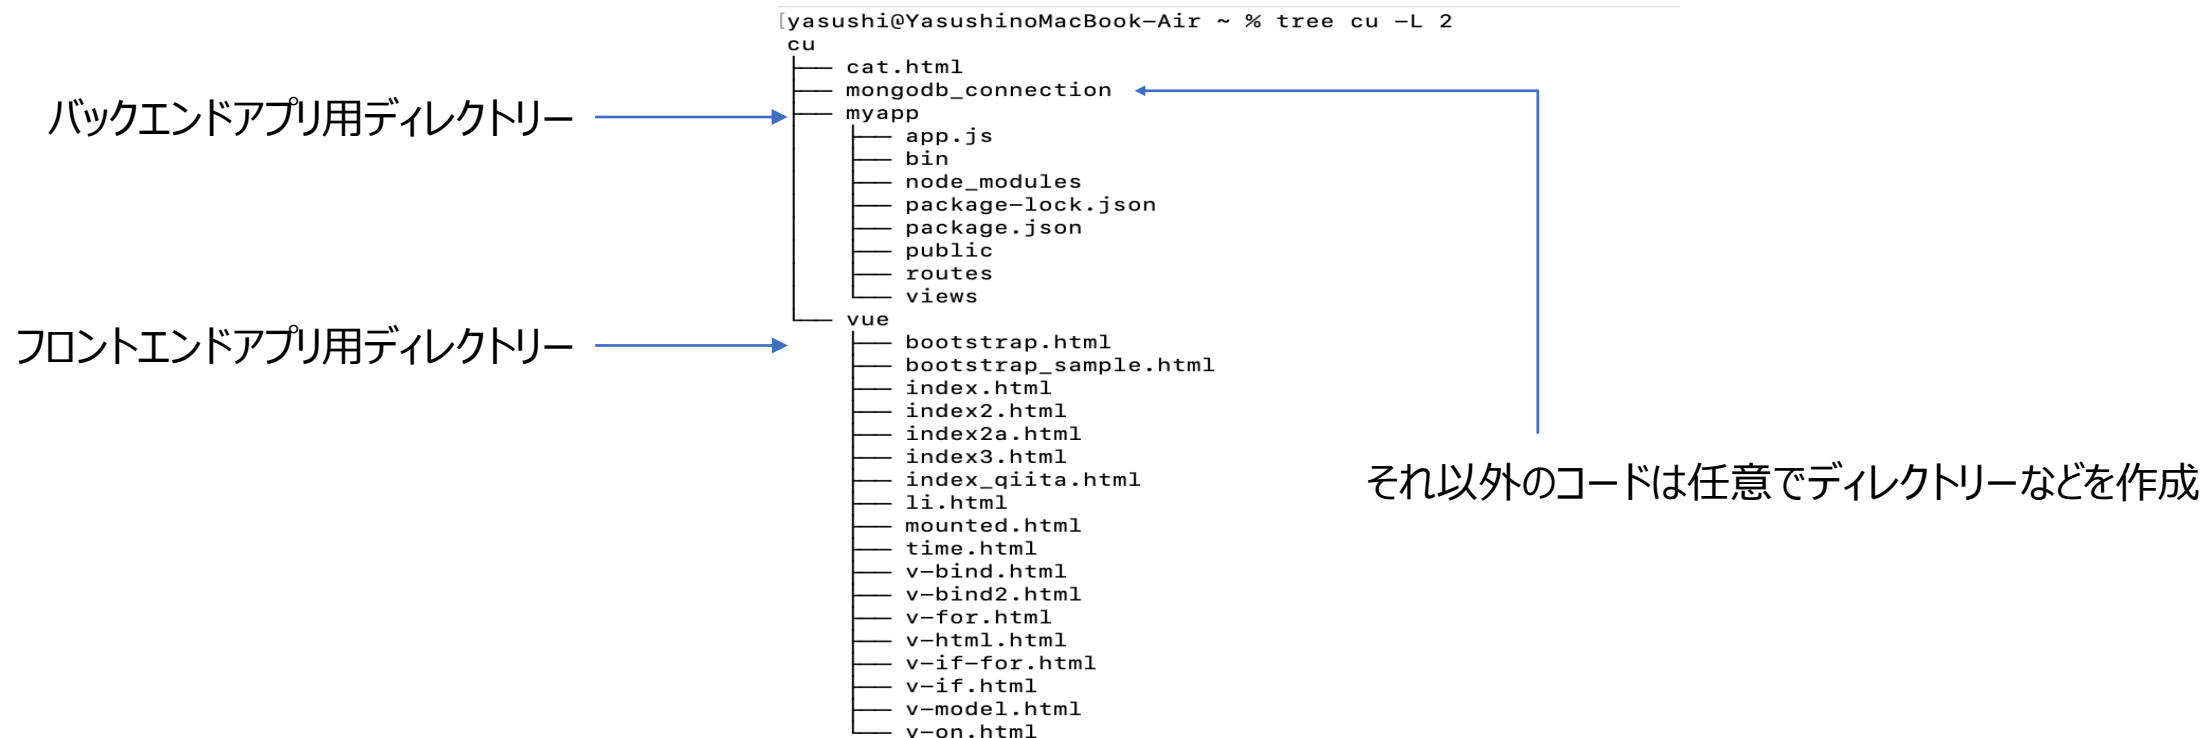 [yasushi@YasushinoMacBook-Air ~ % tree cu -L 2
cu
├── cat.html
├── mongodb_connection
├── myapp
│   ├── app.js
│   ├── bin
│   ├── node_modules
│   ├── package-lock.json
│   ├── package.json
│   ├── public
│   ├── routes
│   └── views
└── vue
    ├── bootstrap.html
    ├── bootstrap_sample.html
    ├── index.html
    ├── index2.html
    ├── index2a.html
    ├── index3.html
    ├── index_qiita.html
    ├── li.html
    ├── mounted.html
    ├── time.html
    ├── v-bind.html
    ├── v-bind2.html
    ├── v-for.html
    ├── v-html.html
    ├── v-if-for.html
    ├── v-if.html
    ├── v-model.html
    └── v-on.html
バックエンドアプリ用ディレクトリー
フロントエンドアプリ用ディレクトリー
それ以外のコードは任意でディレクトリーなどを作成